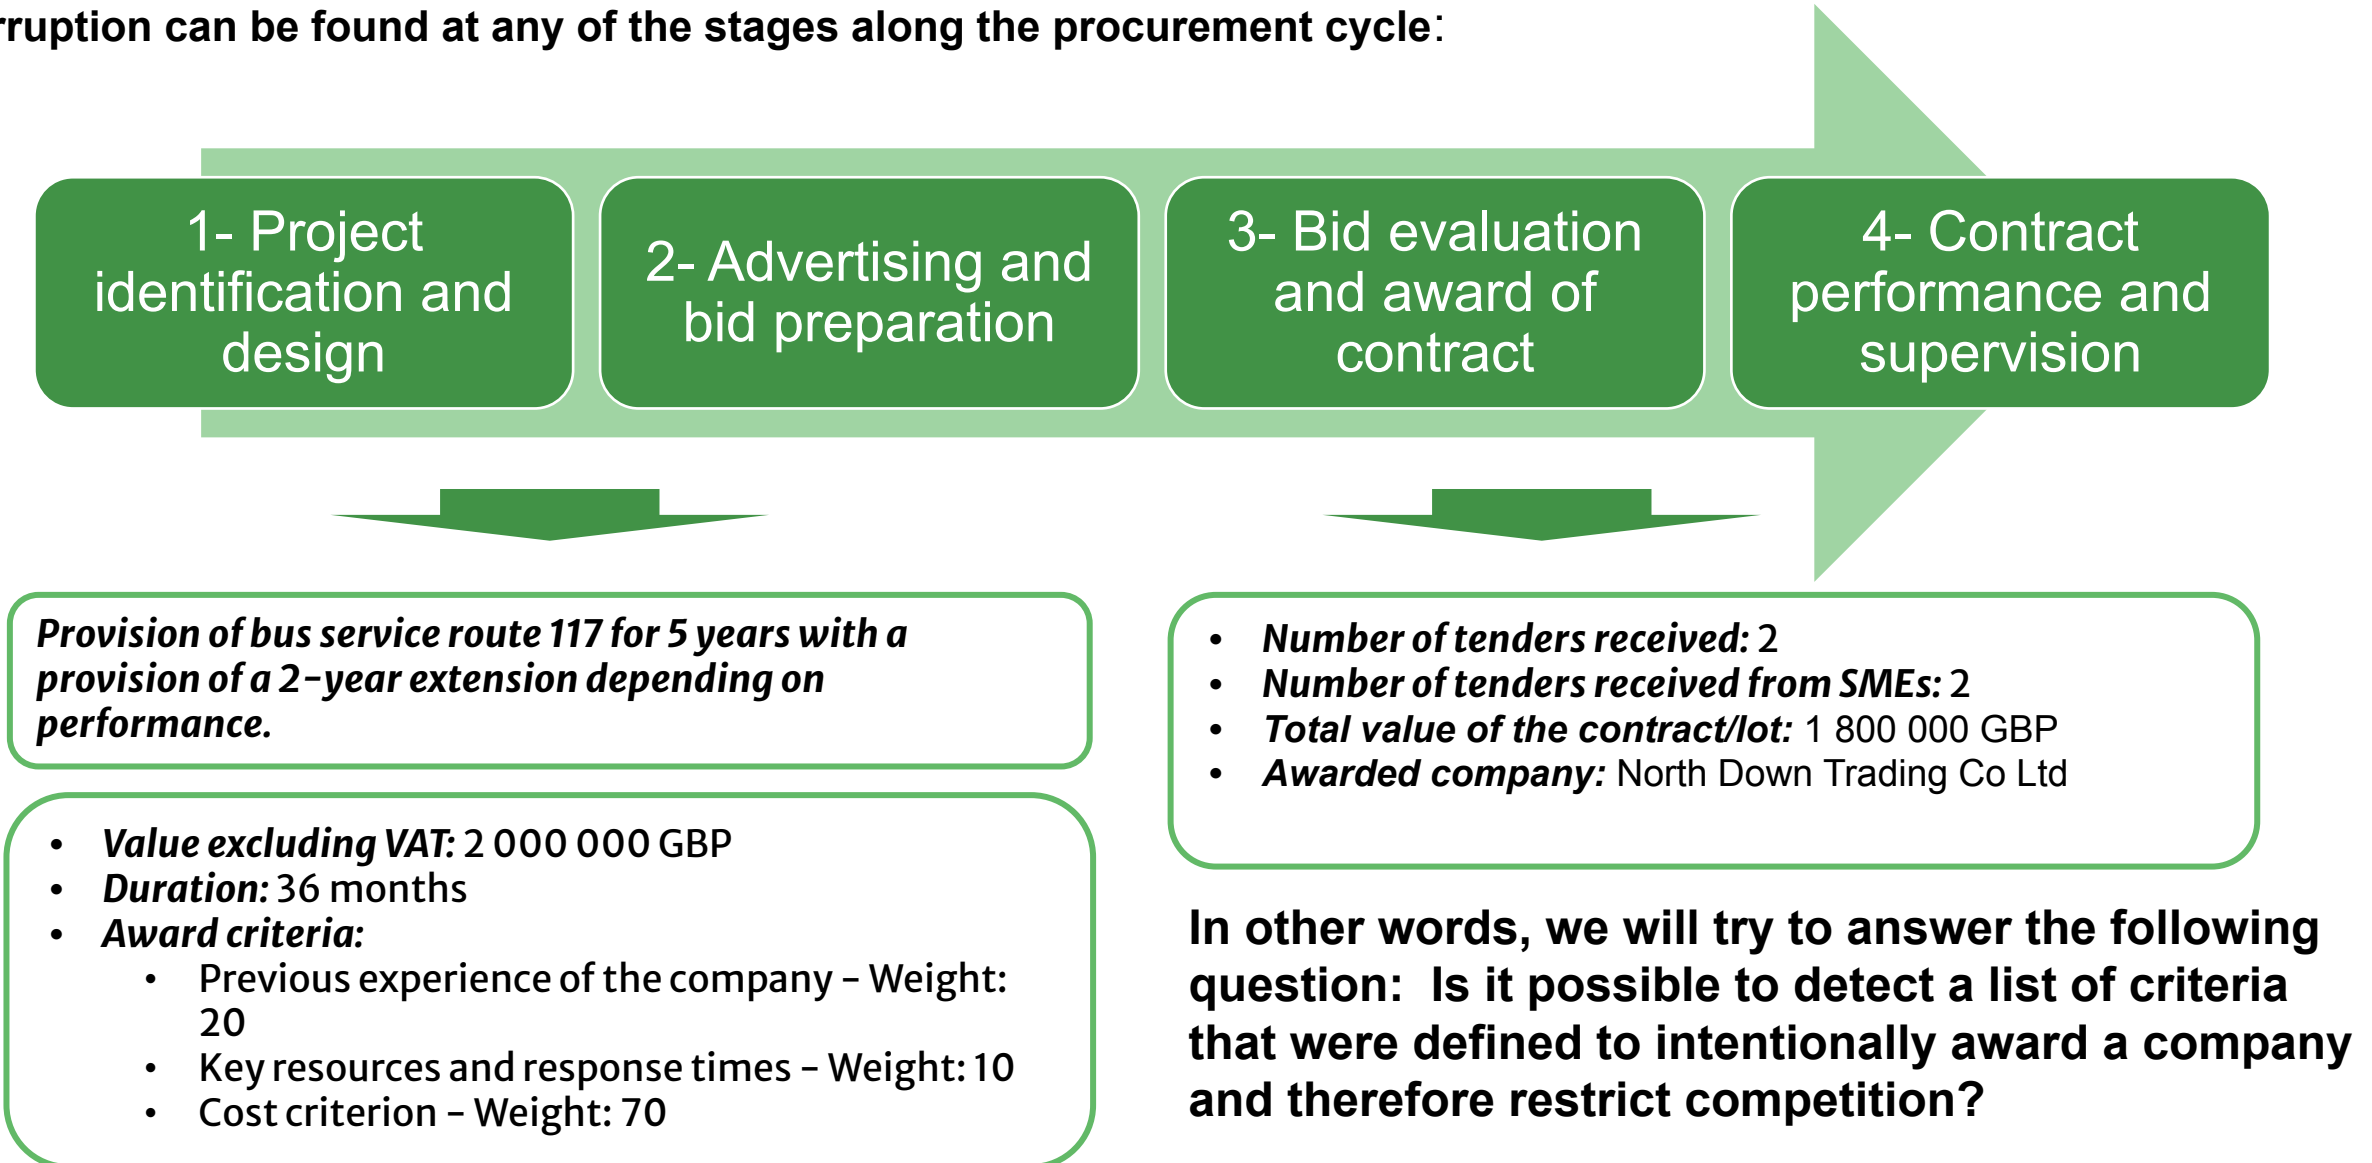 rruption can be found at any of the stages along the procurement cycle:
1- Project
identification and
design
2- Advertising and
bid preparation
3- Bid evaluation
and award of
contract
4- Contract
performance and
supervision
Provision of bus service route 117 for 5 years with a
provision of a 2-year extension depending on
performance.
• Value excluding VAT: 2 000 000 GBP
• Duration: 36 months
• Award criteria:
• Previous experience of the company – Weight:
20
• Key resources and response times – Weight: 10
• Cost criterion – Weight: 70
• Number of tenders received: 2
• Number of tenders received from SMEs: 2
• Total value of the contract/lot: 1 800 000 GBP
• Awarded company: North Down Trading Co Ltd
In other words, we will try to answer the following
question: Is it possible to detect a list of criteria
that were defined to intentionally award a company
and therefore restrict competition?